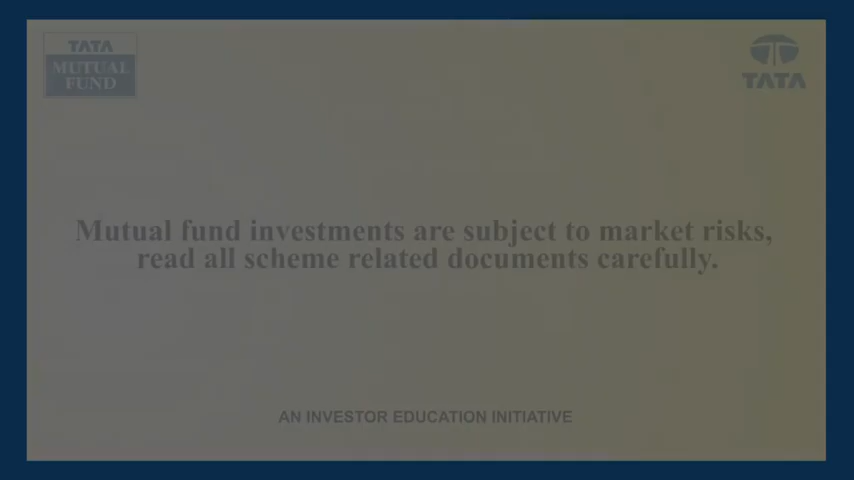 TATA
MUTUAL
FUND
TATA
Mutual fund investments are subject to market risks,
read all scheme related documents carefully.
AN INVESTOR EDUCATION INITIATIVE